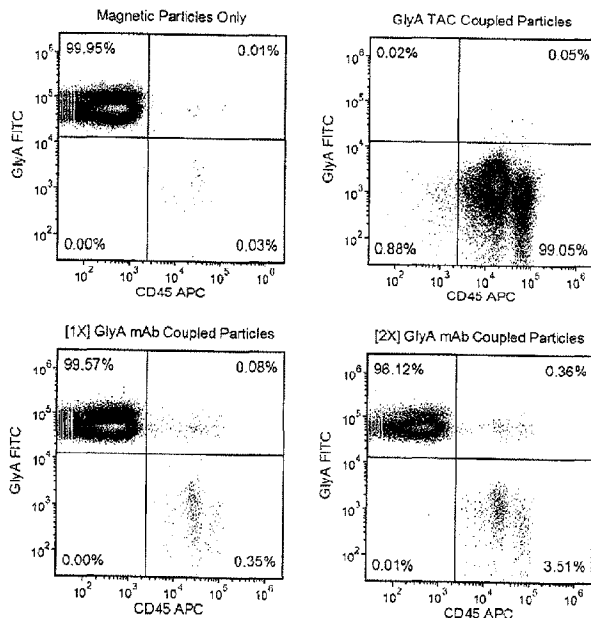 Magnetic Particles Only
99.95%
0.01%
10⁶
10⁵
10⁴
10³
10²
GlyA FITC
0.00%
0.03%
10² 10³ 10⁴ 10⁵ 10⁶
CD45 APC
GlyA TAC Coupled Particles
0.02%
0.05%
10⁶
10⁵
10⁴
10³
10²
GlyA FITC
0.88%
99.05%
10² 10³ 10⁴ 10⁵ 10⁶
CD45 APC
[1X] GlyA mAb Coupled Particles
99.57%
0.08%
10⁶
10⁵
10⁴
10³
10²
GlyA FITC
0.00%
0.35%
10² 10³ 10⁴ 10⁵ 10⁶
CD45 APC
[2X] GlyA mAb Coupled Particles
96.12%
0.36%
10⁶
10⁵
10⁴
10³
10²
GlyA FITC
0.01%
3.51%
10² 10³ 10⁴ 10⁵ 10⁶
CD45 APC